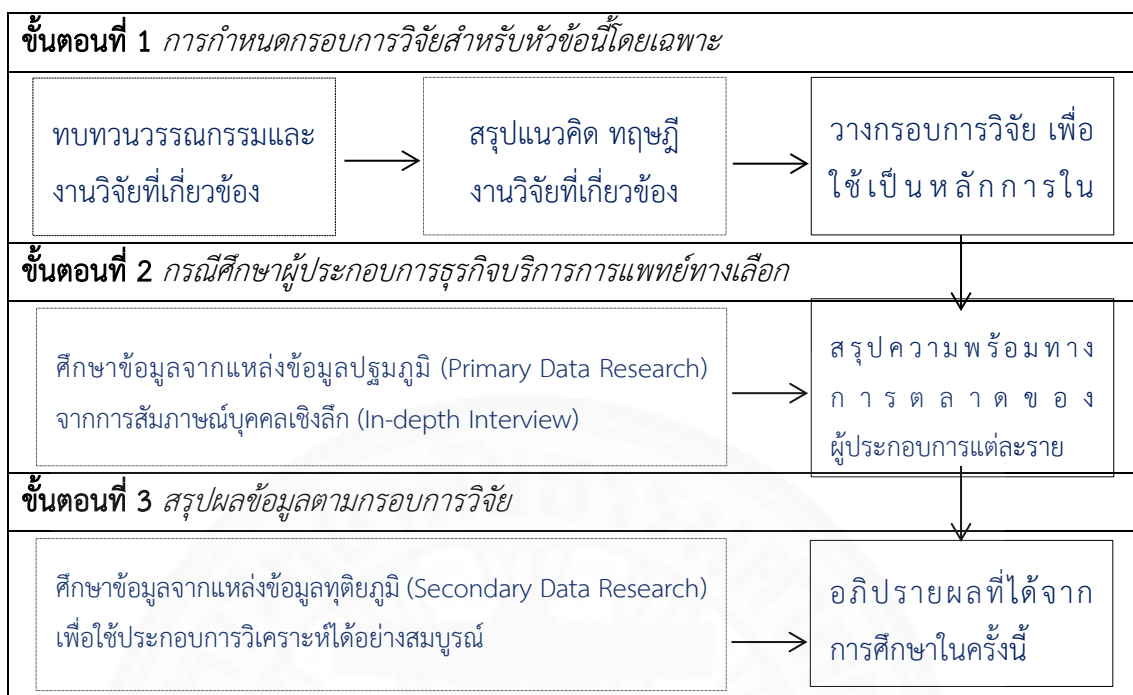 ขั้นตอนที่ 1 การกำหนดกรอบการวิจัยสำหรับหัวข้อนี้โดยเฉพาะ
ทบทวนวรรณกรรมและ
งานวิจัยที่เกี่ยวข้อง
สรุปแนวคิด ทฤษฎี
งานวิจัยที่เกี่ยวข้อง
วางกรอบการวิจัย เพื่อ
ใช้เป็นหลักการใน
ขั้นตอนที่ 2 กรณีศึกษาผู้ประกอบการธุรกิจบริการการแพทย์ทางเลือก
ศึกษาข้อมูลจากแหล่งข้อมูลปฐมภูมิ (Primary Data Research)
จากการสัมภาษณ์บุคคลเชิงลึก (In-depth Interview)
สรุปความพร้อมทาง
การตลาดของ
ผู้ประกอบการแต่ละราย
ขั้นตอนที่ 3 สรุปผลข้อมูลตามกรอบการวิจัย
ศึกษาข้อมูลจากแหล่งข้อมูลทุติยภูมิ (Secondary Data Research)
เพื่อใช้ประกอบการวิเคราะห์ได้อย่างสมบูรณ์
อภิปรายผลที่ได้จาก
การศึกษาในครั้งนี้